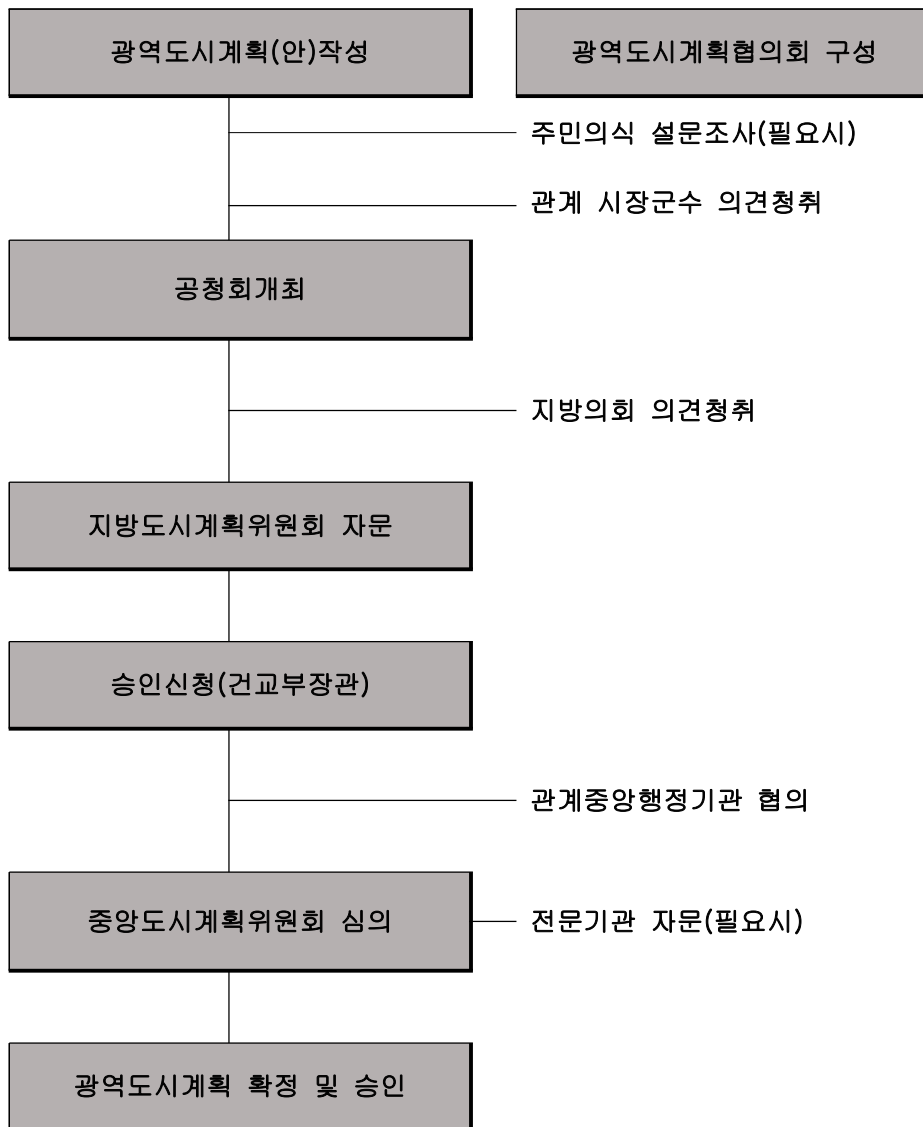 광역도시계획(안)작성
광역도시계획협의회 구성
주민의식 설문조사(필요시)
관계 시장군수 의견청취
공청회개최
지방의회 의견청취
지방도시계획위원회 자문
승인신청(건교부장관)
관계중앙행정기관 협의
중앙도시계획위원회 심의
전문기관 자문(필요시)
광역도시계획 확정 및 승인